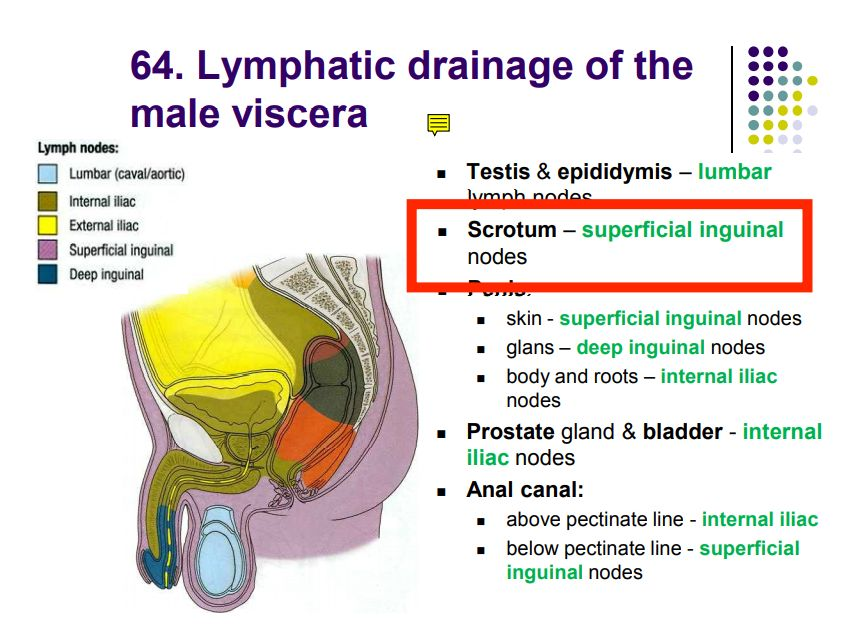 64. Lymphatic drainage of the
male viscera
Lymph nodes:
Lumbar (caval/aortic)
Internal iliac
External iliac
Superficial inguinal
Deep inguinal
▪ Testis & epididymis – lumbar
lymph nodes
▪ Scrotum – superficial inguinal
nodes
▪ Penis:
▪ skin - superficial inguinal nodes
▪ glans – deep inguinal nodes
▪ body and roots – internal iliac
nodes
▪ Prostate gland & bladder - internal
iliac nodes
▪ Anal canal:
▪ above pectinate line - internal iliac
▪ below pectinate line - superficial
inguinal nodes